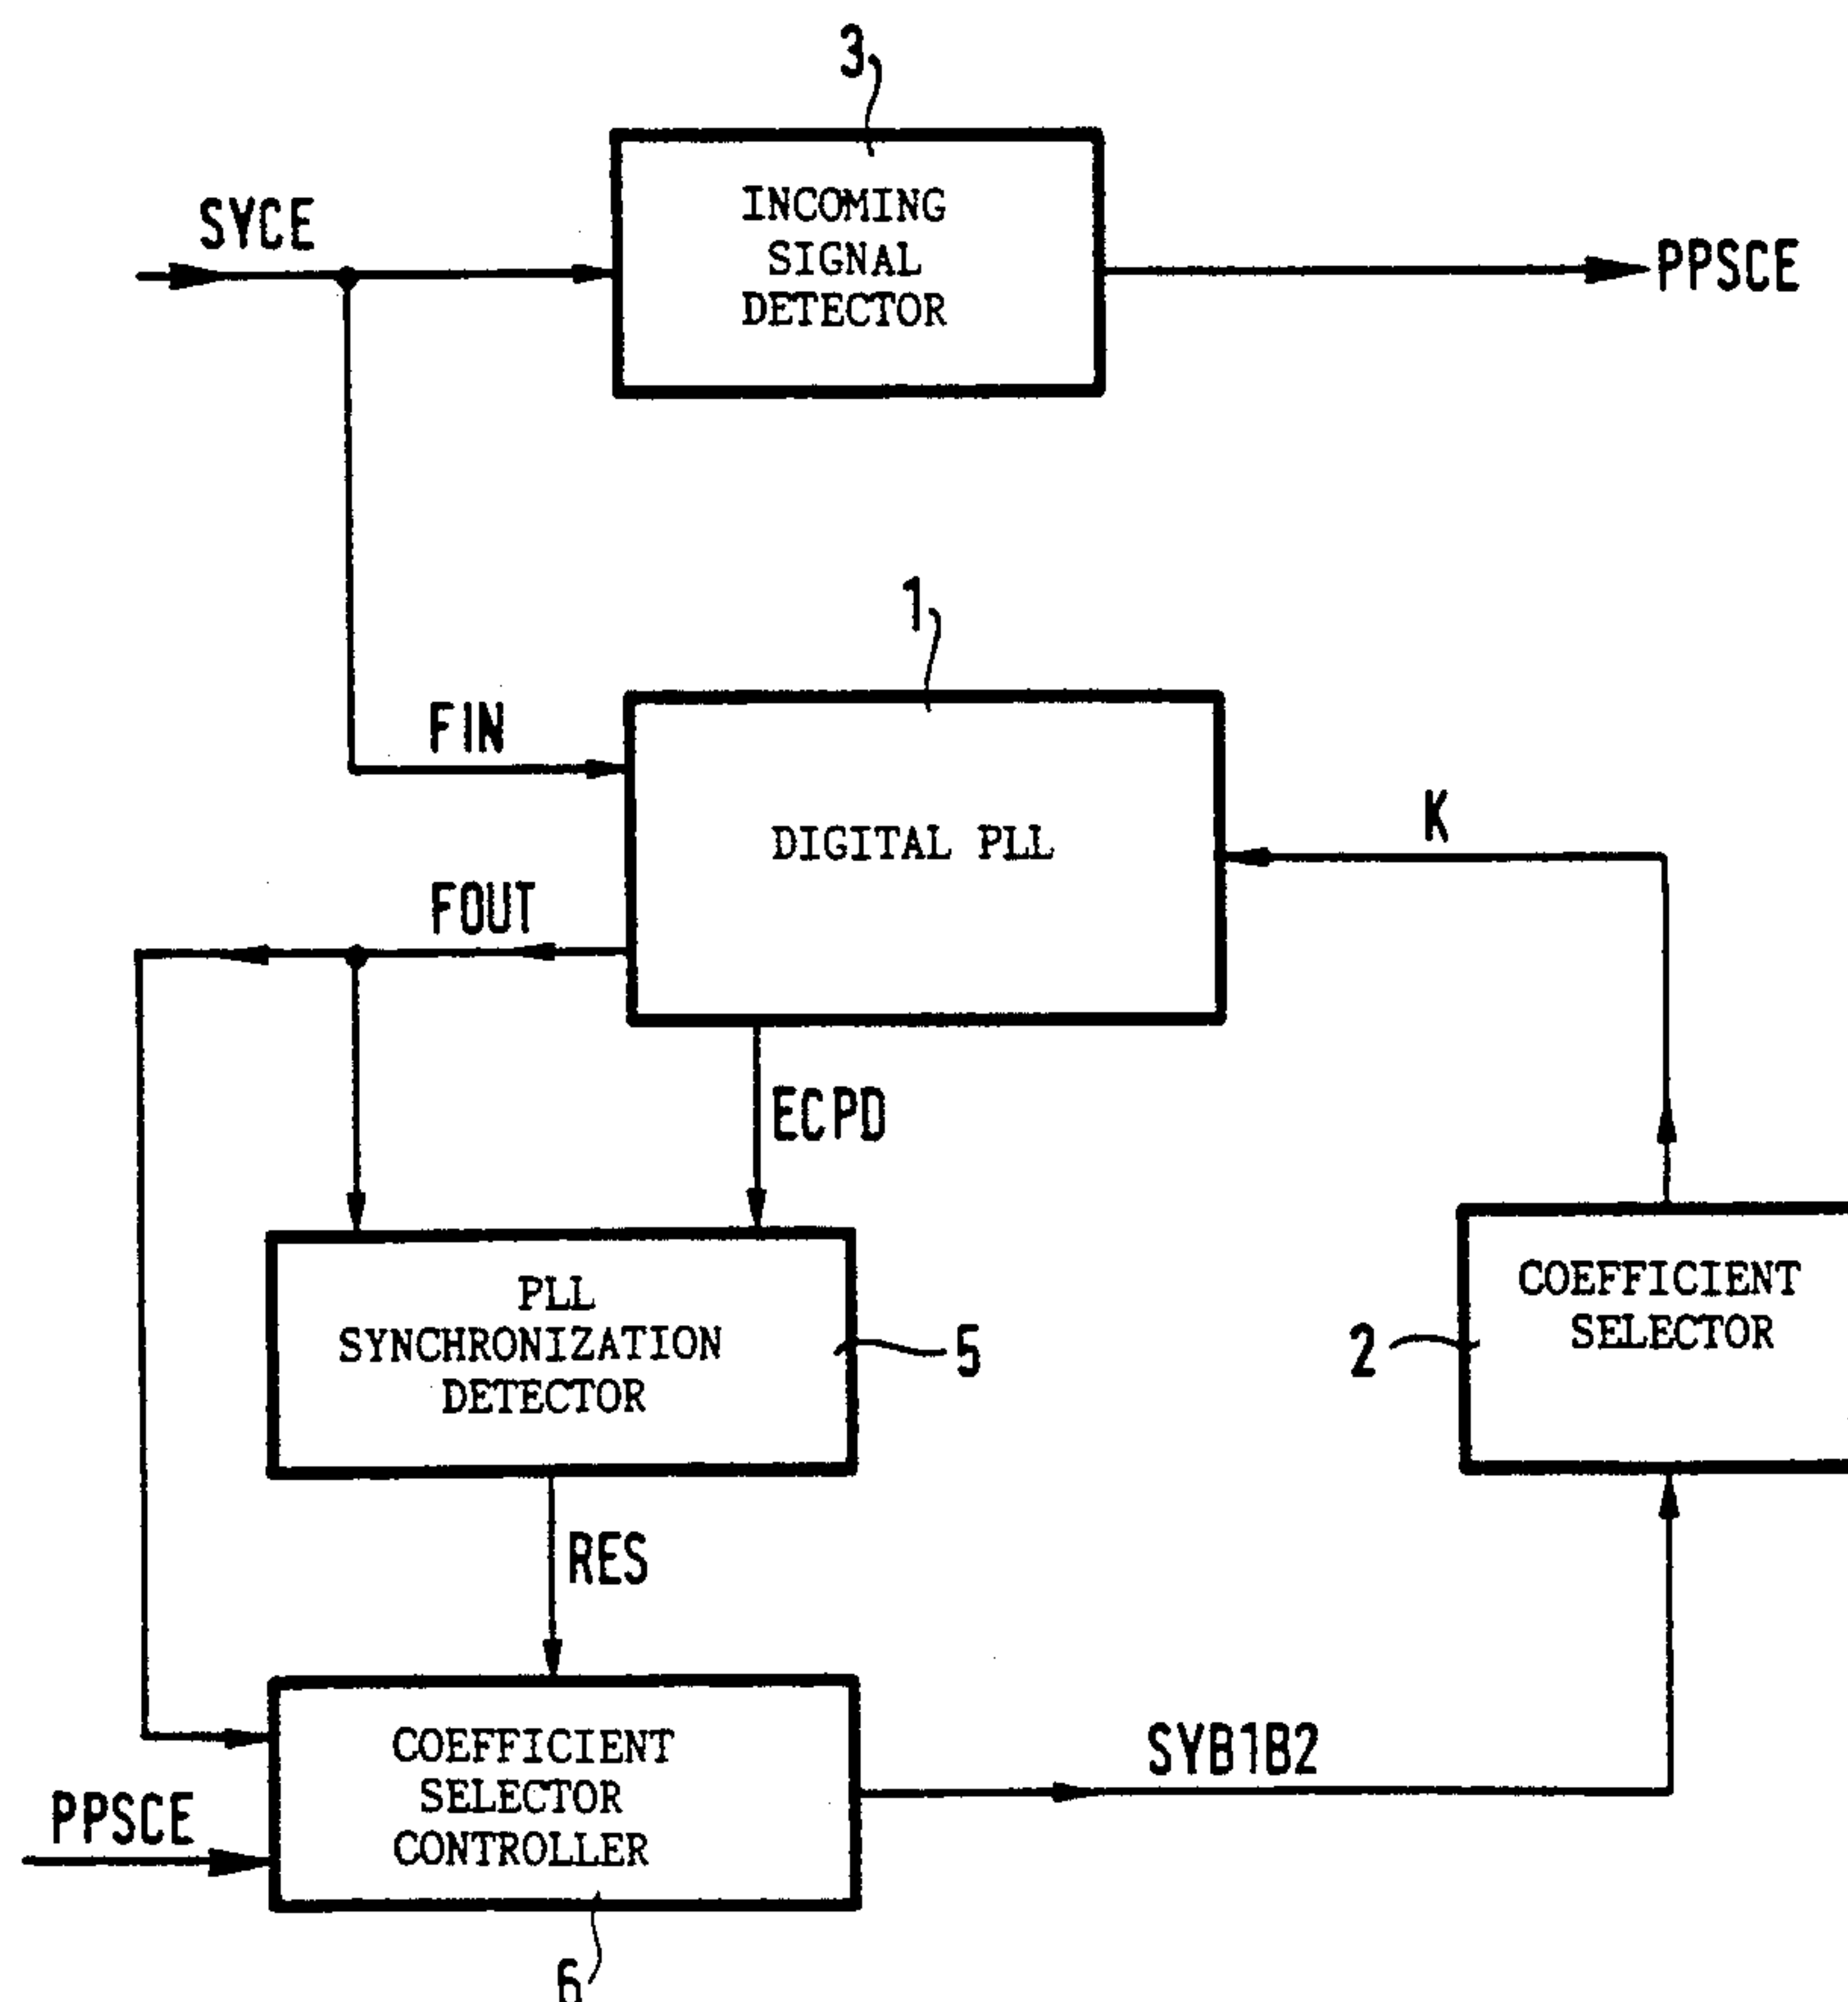 3
SYCE
INCOMING
SIGNAL
DETECTOR
PPSCE
1
FIN
DIGITAL PLL
K
FOUT
ECPD
PLL
SYNCHRONIZATION
DETECTOR
5
2
COEFFICIENT
SELECTOR
RES
COEFFICIENT
SELECTOR
CONTROLLER
SYB1B2
PPSCE
6